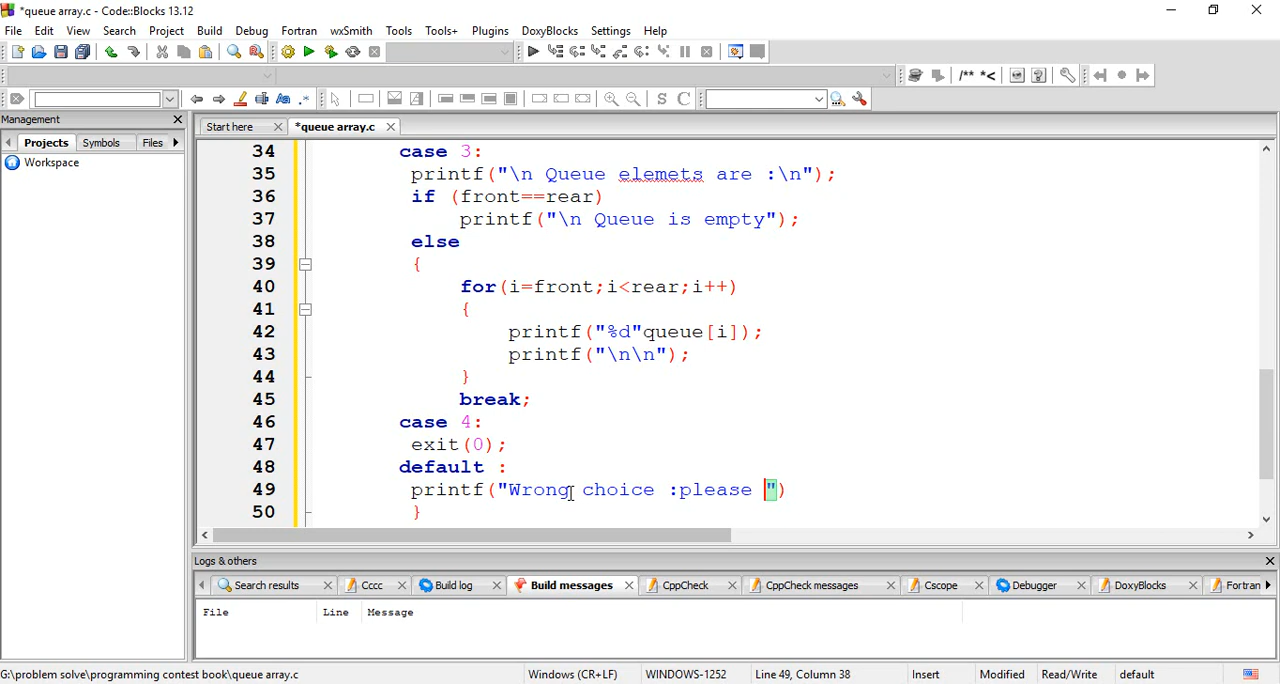 *queue array.c - Code::Blocks 13.12
File Edit View Search Project Build Debug Fortran wxSmith Tools Tools+ Plugins DoxyBlocks Settings Help
/** *<
S C
Management
Start here *queue array.c
Projects Symbols Files
Workspace
34 case 3:
35 printf("\n Queue elemets are :\n");
36 if (front==rear)
37 printf("\n Queue is empty");
38 else
39 {
40 for(i=front;i<rear;i++)
41 {
42 printf("%d"queue[i]);
43 printf("\n\n");
44 }
45 break;
46 case 4:
47 exit(0);
48 default :
49 printf("Wrong choice :please ")
50 }
Logs & others
Search results Cccc Build log Build messages CppCheck CppCheck messages Cscope Debugger DoxyBlocks Fortran
File Line Message
G:\problem solve\programming contest book\queue array.c Windows (CR+LF) WINDOWS-1252 Line 49, Column 38 Insert Modified Read/Write default